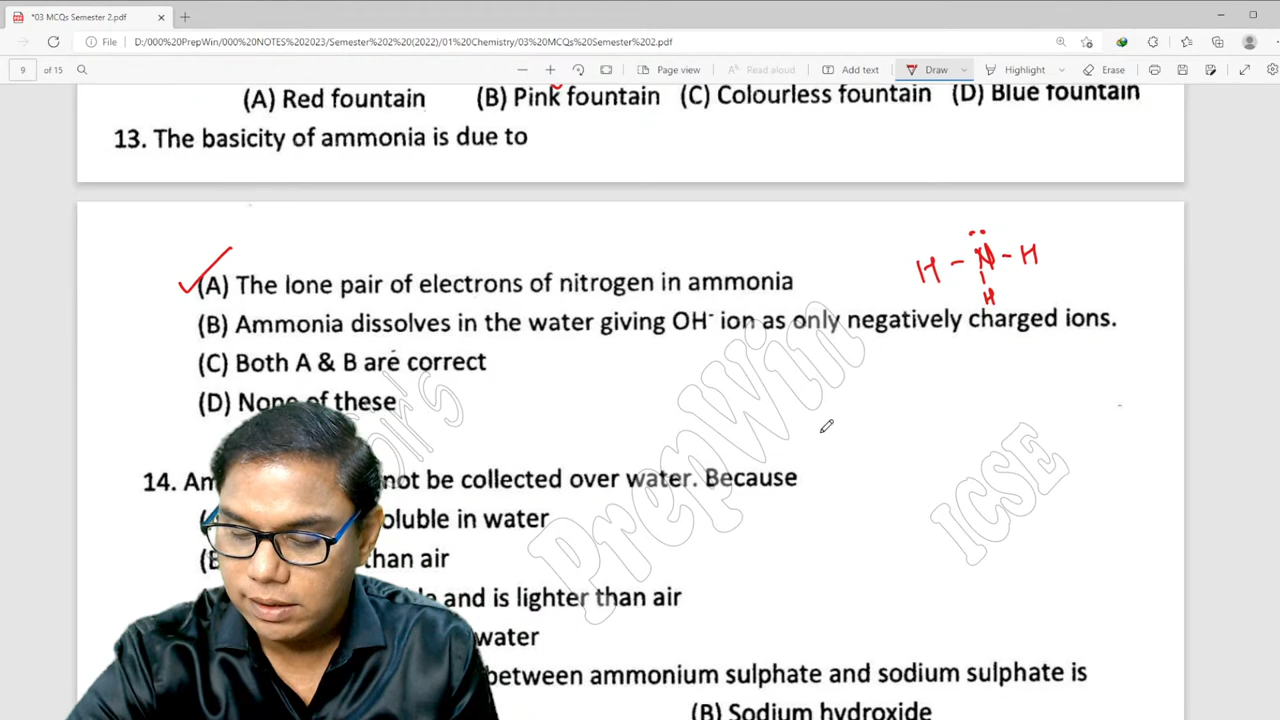 *03 MCQs Semester 2.pdf
File
D:/000%20PrepWin/000%20NOTES%202023/Semester%202%20(2022)/01%20Chemistry/03%20MCQs%20Semester%202.pdf
9 of 15 Page view Read aloud Add text Draw Highlight Erase Share
(A) Red fountain (B) Pink fountain (C) Colourless fountain (D) Blue fountain
13. The basicity of ammonia is due to
H - N - H
H
(A) The lone pair of electrons of nitrogen in ammonia
(B) Ammonia dissolves in the water giving OH- ion as only negatively charged ions.
(C) Both A & B are correct
(D) None of these
Sir's PrepWin ICSE
14. not be collected over water. Because
soluble in water
than air
and is lighter than air
water
between ammonium sulphate and sodium sulphate is
(B) Sodium hydroxide